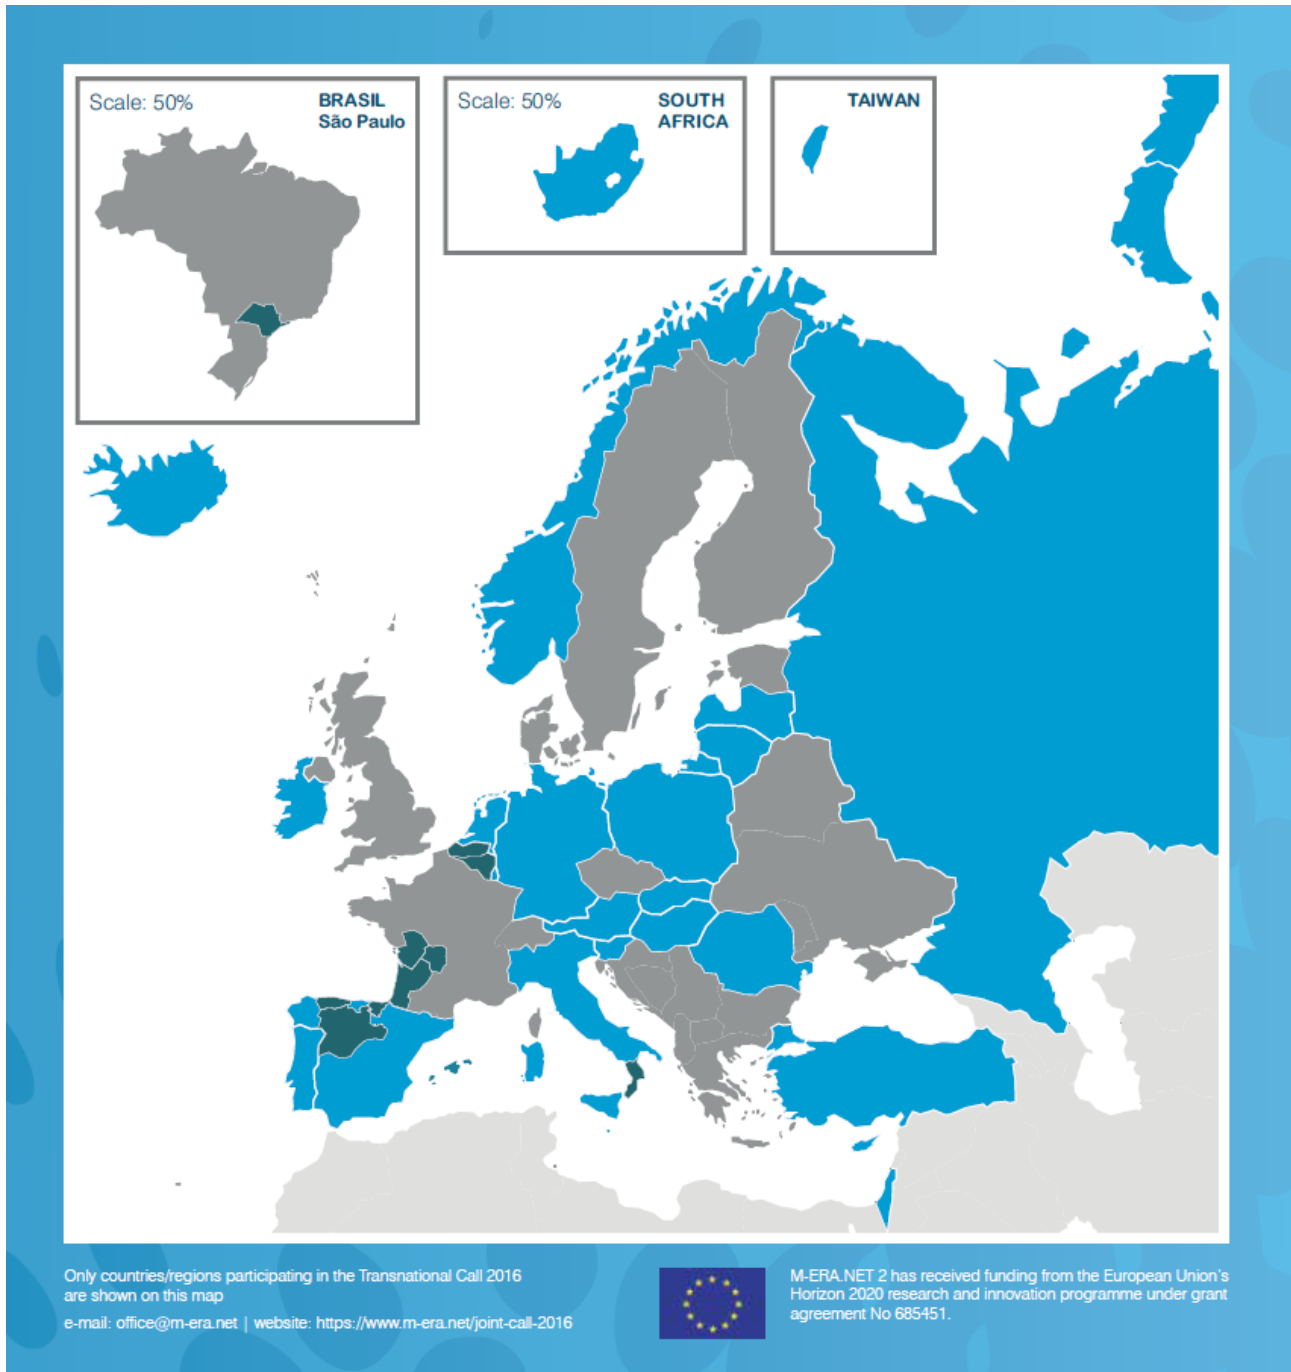 Scale: 50%
BRASIL
São Paulo
Scale: 50%
SOUTH
AFRICA
TAIWAN
Only countries/regions participating in the Transnational Call 2016
are shown on this map
e-mail: office@m-era.net | website: https://www.m-era.net/joint-call-2016
M-ERA.NET 2 has received funding from the European Union's
Horizon 2020 research and innovation programme under grant
agreement No 685451.